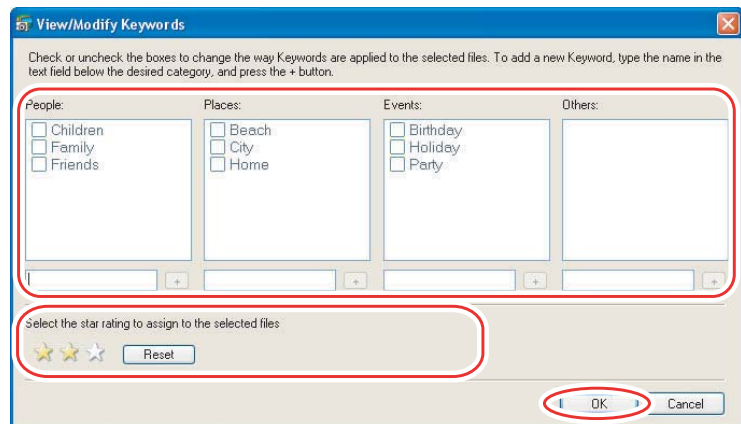 View/Modify Keywords
Check or uncheck the boxes to change the way Keywords are applied to the selected files. To add a new Keyword, type the name in the
text field below the desired category, and press the + button.
People: Places: Events: Others:
Children Beach Birthday
Family City Holiday
Friends Home Party
+ + + +
Select the star rating to assign to the selected files
Reset
OK Cancel